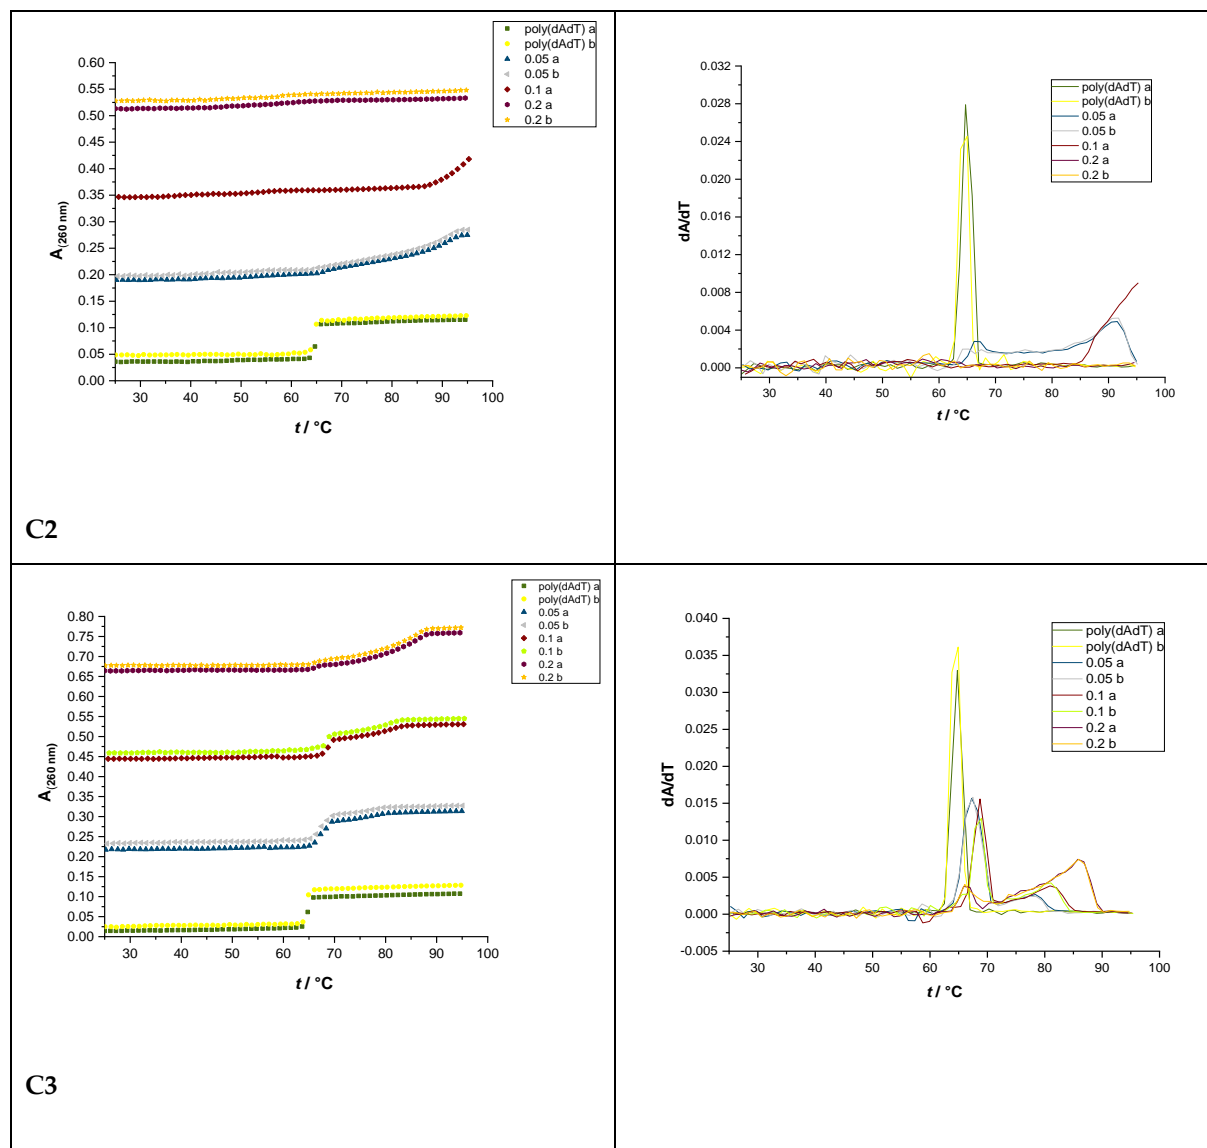 poly(dAdT) a
poly(dAdT) b
0.05 a
0.05 b
0.1 a
0.2 a
0.2 b
0.60
0.55
0.50
0.45
0.40
0.35
0.30
0.25
0.20
0.15
0.10
0.05
0.00
A(260 nm)
30 40 50 60 70 80 90 100
t / °C
C2
poly(dAdT) a
poly(dAdT) b
0.05 a
0.05 b
0.1 a
0.2 a
0.2 b
0.032
0.028
0.024
0.020
0.016
0.012
0.008
0.004
0.000
dA/dT
30 40 50 60 70 80 90 100
t / °C
poly(dAdT) a
poly(dAdT) b
0.05 a
0.05 b
0.1 a
0.1 b
0.2 a
0.2 b
0.80
0.75
0.70
0.65
0.60
0.55
0.50
0.45
0.40
0.35
0.30
0.25
0.20
0.15
0.10
0.05
0.00
A(260 nm)
30 40 50 60 70 80 90 100
t / °C
C3
poly(dAdT) a
poly(dAdT) b
0.05 a
0.05 b
0.1 a
0.1 b
0.2 a
0.2 b
0.040
0.035
0.030
0.025
0.020
0.015
0.010
0.005
0.000
-0.005
dA/dT
30 40 50 60 70 80 90 100
t / °C